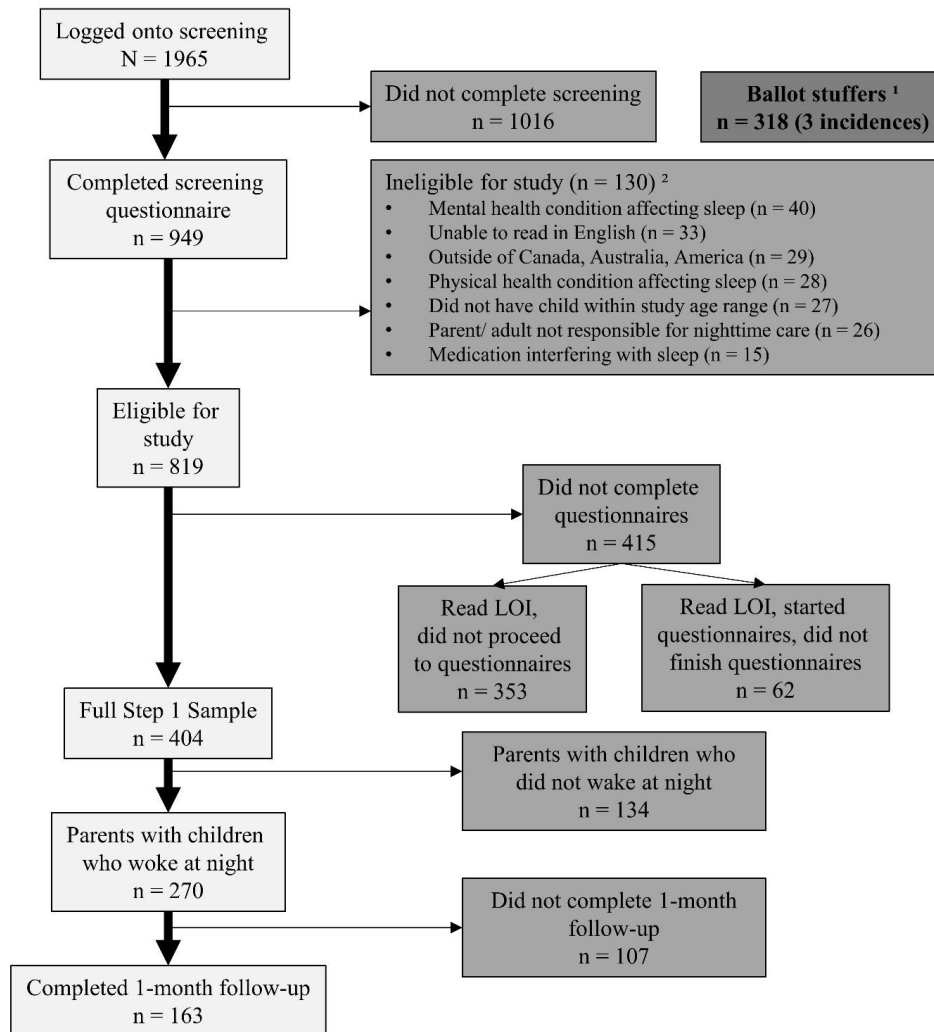 Logged onto screening
N = 1965
Did not complete screening
n = 1016
Ballot stuffers ¹
n = 318 (3 incidences)
Completed screening
questionnaire
n = 949
Ineligible for study (n = 130) ²
• Mental health condition affecting sleep (n = 40)
• Unable to read in English (n = 33)
• Outside of Canada, Australia, America (n = 29)
• Physical health condition affecting sleep (n = 28)
• Did not have child within study age range (n = 27)
• Parent/ adult not responsible for nighttime care (n = 26)
• Medication interfering with sleep (n = 15)
Eligible for
study
n = 819
Did not complete
questionnaires
n = 415
Read LOI,
did not proceed
to questionnaires
n = 353
Read LOI, started
questionnaires, did not
finish questionnaires
n = 62
Full Step 1 Sample
n = 404
Parents with children who
did not wake at night
n = 134
Parents with children
who woke at night
n = 270
Did not complete 1-month
follow-up
n = 107
Completed 1-month follow-up
n = 163